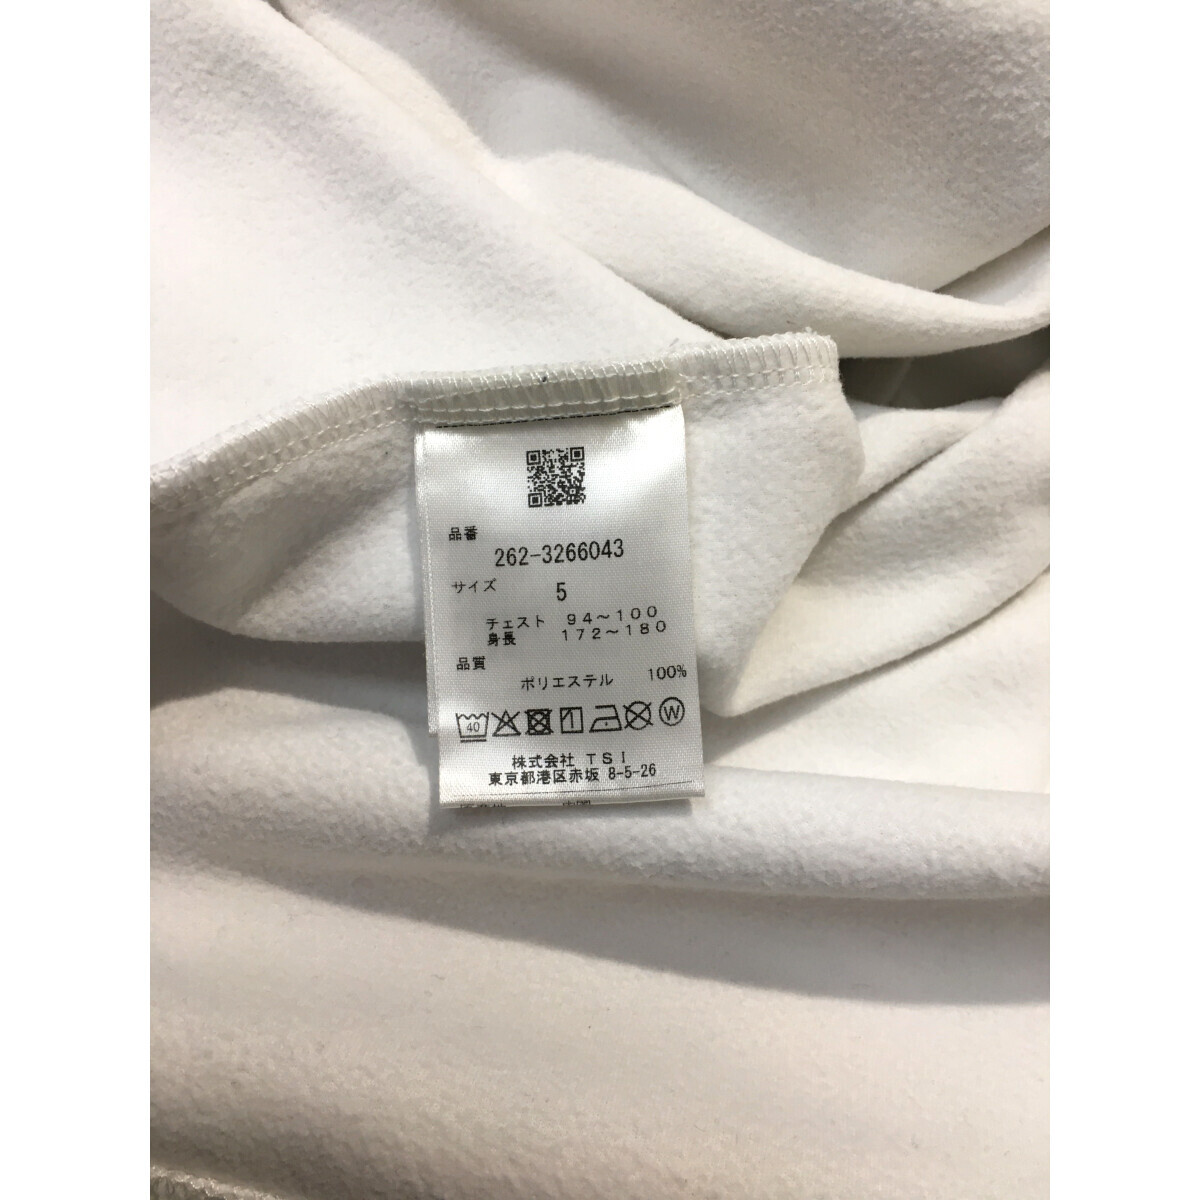 品番
262-3266043
サイズ
5
チェスト 94～100
身長 172～180
品質
ポリエステル 100%
40 W
株式会社 TSI
東京都港区赤坂 8-5-26